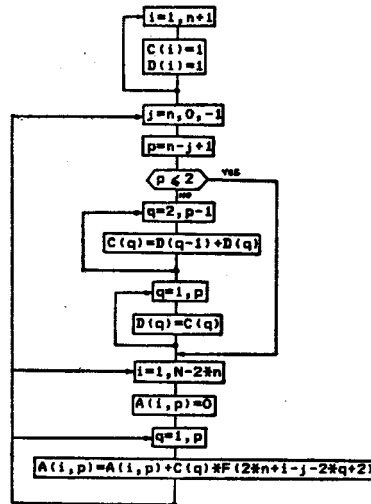 i=1,n+1
C(i)=1
D(i)=1
j=n,0,-1
p=n-j+1
p ≤ 2
YES
NO
q=2,p-1
C(q)=D(q-1)+D(q)
q=1,p
D(q)=C(q)
i=1,N-2*n
A(i,p)=0
q=1,p
A(i,p)=A(i,p)+C(q)*F(2*n+i-j-2*q+2)